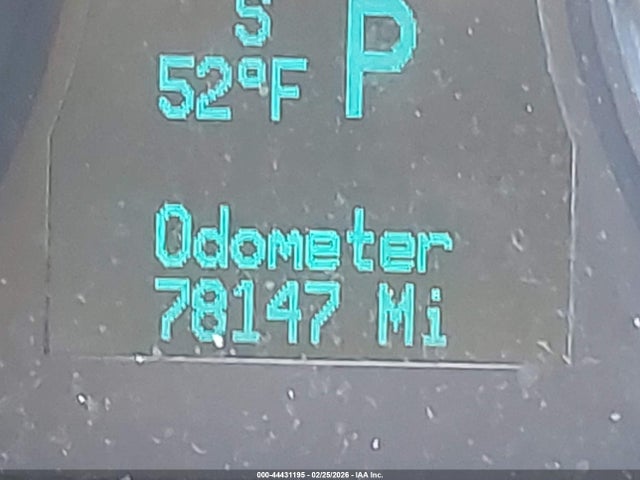 S
P
52°F
Odometer
78147 Mi
000-44431195 - 02/25/2026 - IAA Inc.